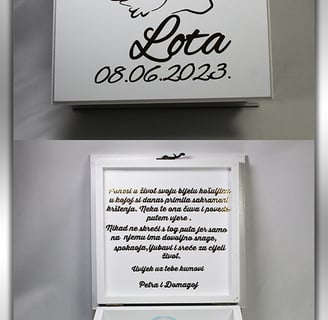 Lota
08.06.2023.
Ponesi u život svoju bijelu košuljicu
u kojoj si danas primila sakrament
krštenja. Neka te ona čuva i povede
putem vjere .
Nikad ne skreći s tog puta jer samo
na njemu ima dovoljno snage,
spokoja,ljubavi i sreće za cijeli
život.
Uvijek uz tebe kumovi
Petra i Domagoj